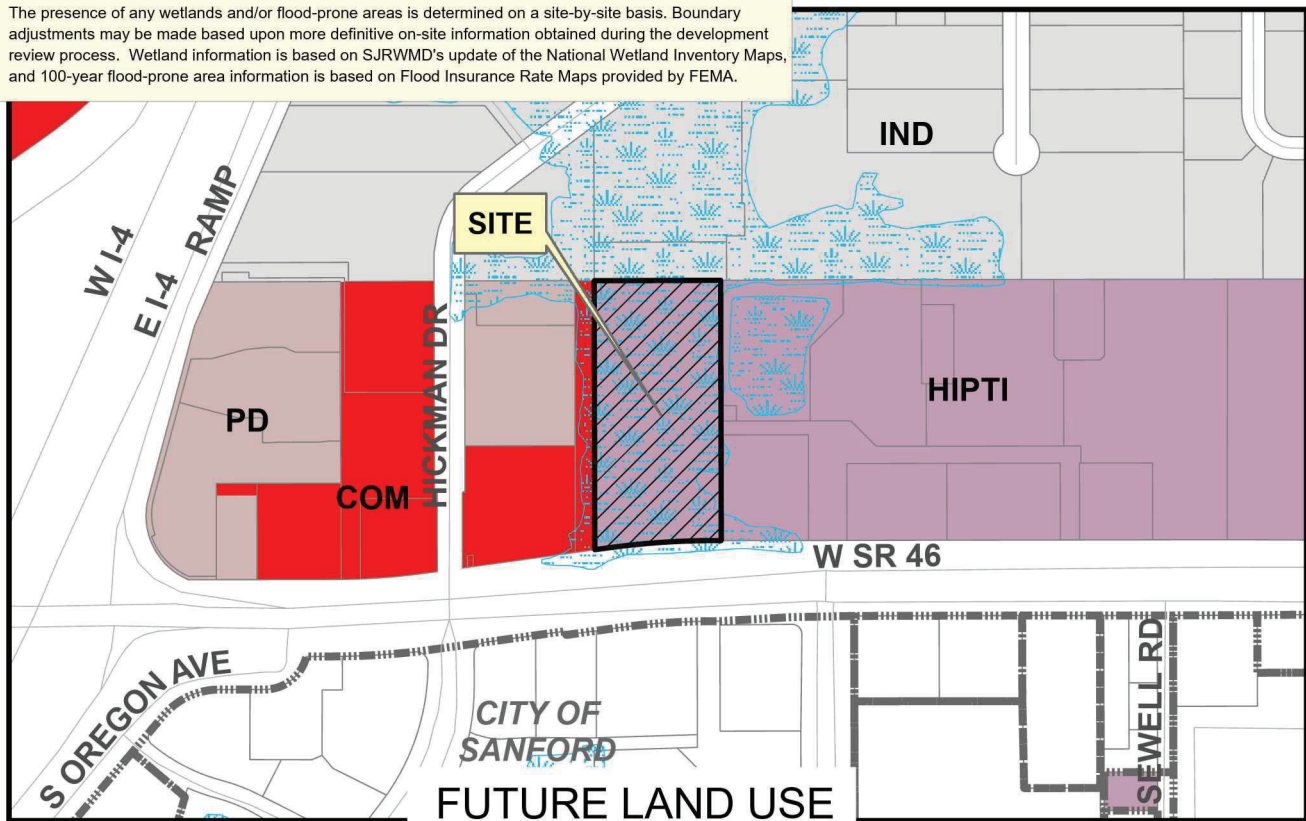 The presence of any wetlands and/or flood-prone areas is determined on a site-by-site basis. Boundary
adjustments may be made based upon more definitive on-site information obtained during the development
review process. Wetland information is based on SJRWMD's update of the National Wetland Inventory Maps,
and 100-year flood-prone area information is based on Flood Insurance Rate Maps provided by FEMA.
IND
W I-4
E I-4 RAMP
SITE
HICKMAN DR
PD
COM
HIPTI
W SR 46
S OREGON AVE
CITY OF
SANFORD
SEWELL RD
FUTURE LAND USE